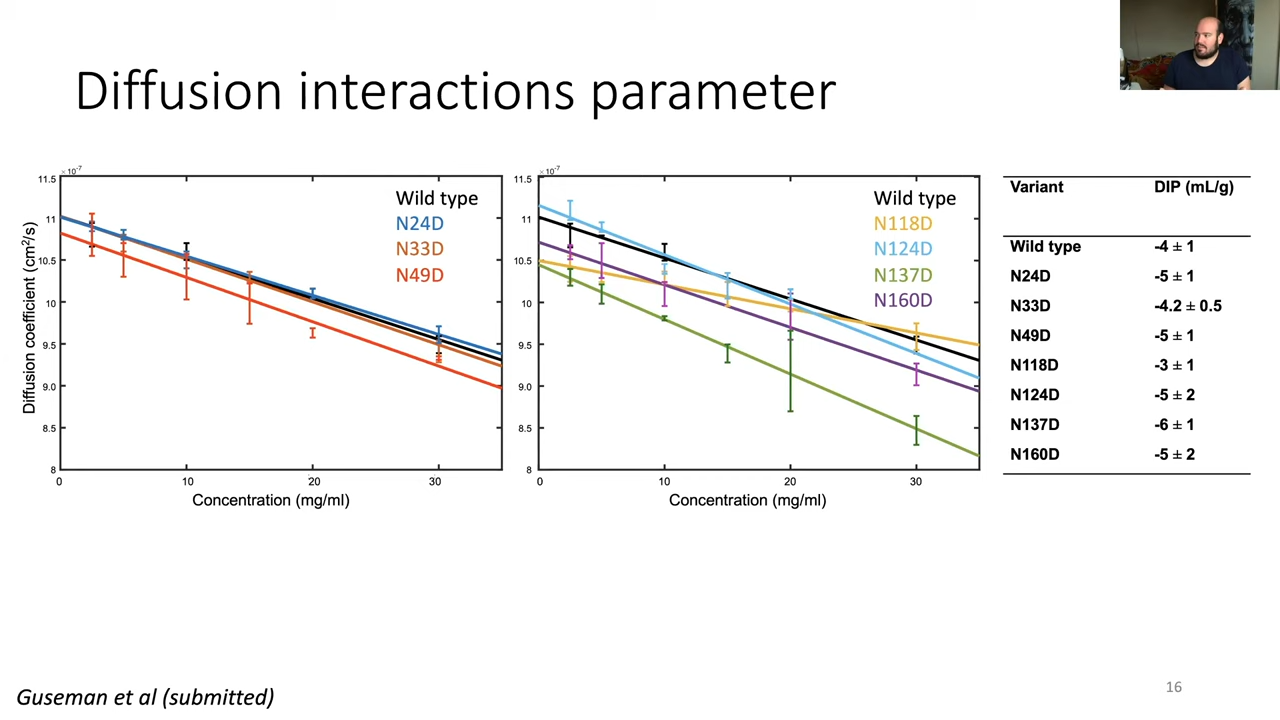 Diffusion interactions parameter
×10⁻⁷
11.5
11
10.5
10
9.5
9.0
8.5
8
0
10
20
30
Diffusion coefficient (cm²/s)
Concentration (mg/ml)
Wild type
N24D
N33D
N49D
×10⁻⁷
11.5
11
10.5
10
9.5
9.0
8.5
8
0
10
20
30
Concentration (mg/ml)
Wild type
N118D
N124D
N137D
N160D
Variant DIP (mL/g)
Wild type -4 ± 1
N24D -5 ± 1
N33D -4.2 ± 0.5
N49D -5 ± 1
N118D -3 ± 1
N124D -5 ± 2
N137D -6 ± 1
N160D -5 ± 2
Guseman et al (submitted)
16